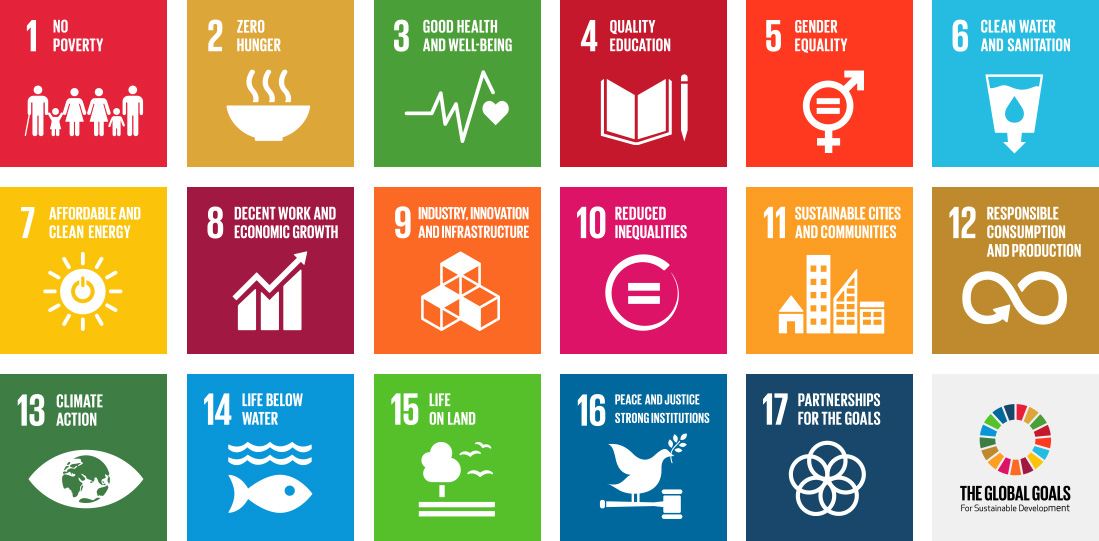 1 NO
POVERTY
2 ZERO
HUNGER
3 GOOD HEALTH
AND WELL-BEING
4 QUALITY
EDUCATION
5 GENDER
EQUALITY
6 CLEAN WATER
AND SANITATION
7 AFFORDABLE AND
CLEAN ENERGY
8 DECENT WORK AND
ECONOMIC GROWTH
9 INDUSTRY, INNOVATION
AND INFRASTRUCTURE
10 REDUCED
INEQUALITIES
11 SUSTAINABLE CITIES
AND COMMUNITIES
12 RESPONSIBLE
CONSUMPTION
AND PRODUCTION
13 CLIMATE
ACTION
14 LIFE BELOW
WATER
15 LIFE
ON LAND
16 PEACE AND JUSTICE
STRONG INSTITUTIONS
17 PARTNERSHIPS
FOR THE GOALS
THE GLOBAL GOALS
For Sustainable Development